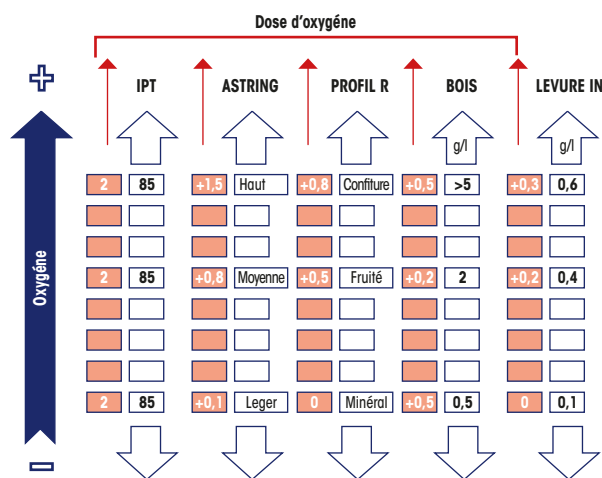 Dose d'oxygéne
IPT ASTRING PROFIL R BOIS LEVURE IN
g/l g/l
2 85 +1,5 Haut +0,8 Confiture +0,5 >5 +0,3 0,6
2 85 +0,8 Moyenne +0,5 Fruité +0,2 2 +0,2 0,4
2 85 +0,1 Leger 0 Minéral +0,5 0,5 0 0,1
Oxygéne